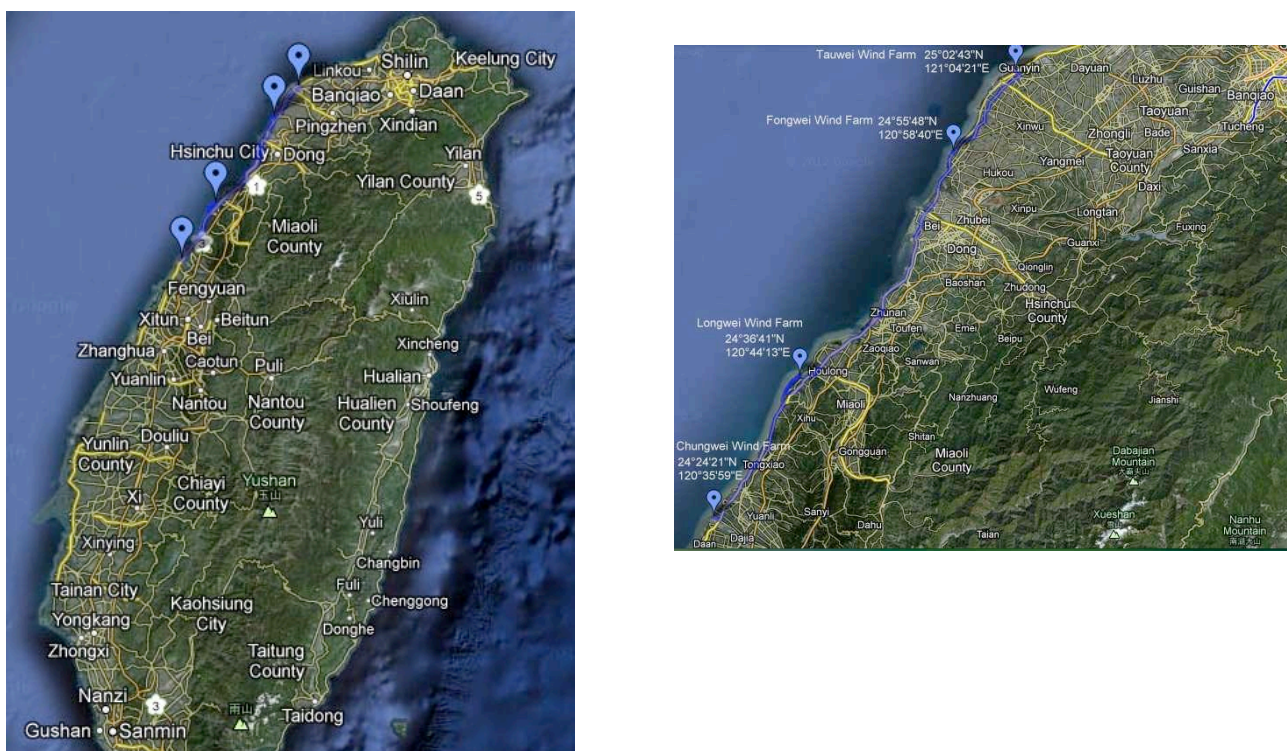 Linkou
Shilin
Keelung City
Banqiao
Daan
Pingzhen
Xindian
Hsinchu City
Dong
Yilan
1
Yilan County
5
Miaoli
County
3
Fengyuan
Xiulin
Xitun
Beitun
Bei
Xincheng
Zhanghua
Caotun
Puli
Hualian
Yuanlin
Nantou
Nantou
County
Hualien
County
Shoufeng
Douliu
Yunlin
County
Chiayi
County
Yushan
玉山
Xi
Yuli
Xinying
Changbin
Tainan City
Fuli
Kaohsiung
City
Chenggong
Yongkang
Donghe
Zhongxi
Taitung
County
Nanzi
3
Taidong
Gushan
Sanmin
Tauwei Wind Farm 25°02'43"N
121°04'21"E
Guanyin
Dayuan
Luzhu
Guishan
Banqiao
Taoyuan
Tucheng
Fongwei Wind Farm 24°55'48"N
120°58'40"E
Xinwu
Zhongli
Bade
Sanxia
Yangmei
Taoyuan
County
Hukou
Daxi
Xinpu
Longtan
Bei
Zhubei
Fuxing
Dong
Guanxi
Qionglin
Baoshan
Zhudong
Hsinchu
County
Zhunan
Longwei Wind Farm
24°36'41"N
120°44'13"E
Toufen
Emei
Beipu
Zaoqiao
Sanwan
Houlong
Wufeng
Nanzhuang
Jianshi
Miaoli
Xihu
Shitan
Chungwei Wind Farm
24°24'21"N
120°35'59"E
Gongguan
Miaoli
County
Dabajian
Mountain
Tongxiao
Xueshan
Nanhu
Mountain
Yuanli
Sanyi
Dahu
Taian
Daan
Dajia